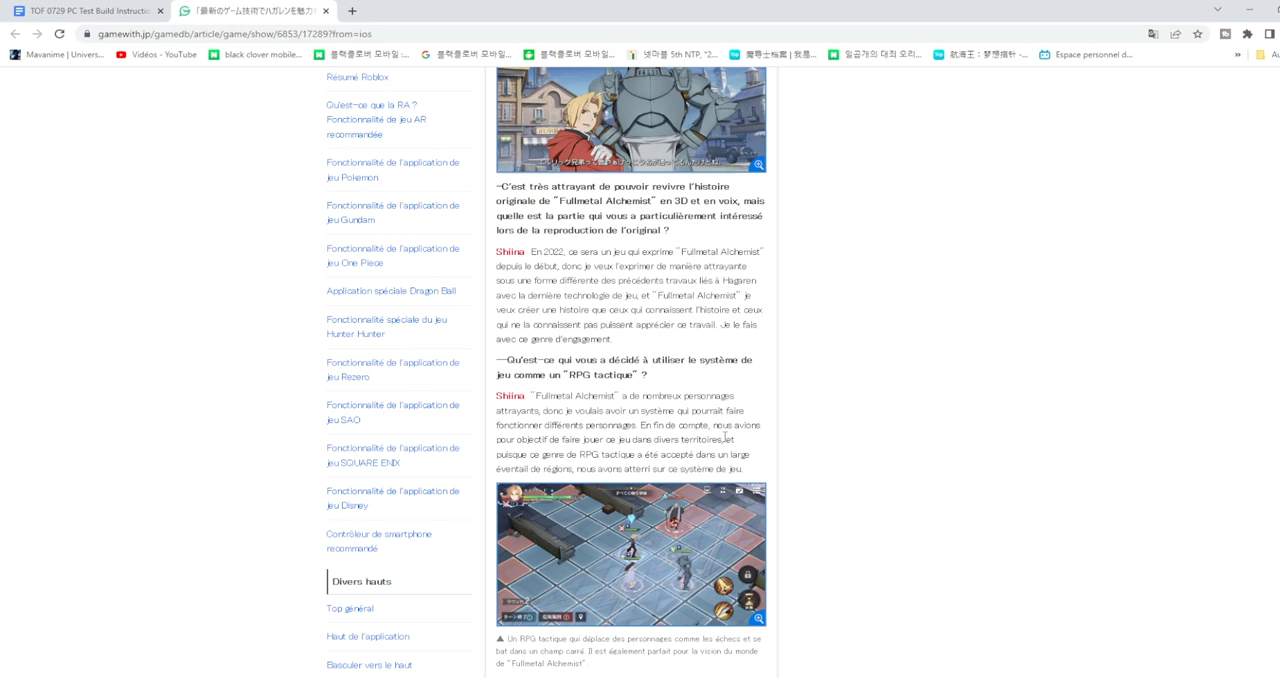 TOF 0729 PC Test Build Instructio
「最新のゲーム技術でハガレンを魅力
gamewith.jp/gamedb/article/game/show/6853/17289?from=ios
Mavanime | Univers...
Vidéos - YouTube
black clover mobile...
블랙클로버 모바일 :...
블랙클로버 모바일...
블랙클로버 모바일...
넷마블 5th NTP, "2...
魔导士档案 | 我是...
일곱개의 대죄 오리...
航海王：梦想指针 -...
Espace personnel d...
»
Résumé Roblox
Qu'est-ce que la RA ?
Fonctionnalité de jeu AR
recommandée
Fonctionnalité de l'application de
jeu Pokemon
Fonctionnalité de l'application de
jeu Gundam
Fonctionnalité de l'application de
jeu One Piece
Application spéciale Dragon Ball
Fonctionnalité spéciale du jeu
Hunter Hunter
Fonctionnalité de l'application de
jeu Rezero
Fonctionnalité de l'application de
jeu SAO
Fonctionnalité de l'application de
jeu SQUARE ENIX
Fonctionnalité de l'application de
jeu Disney
Contrôleur de smartphone
recommandé
Divers hauts
Top général
Haut de l'application
Basculer vers le haut
—C'est très attrayant de pouvoir revivre l'histoire
originale de "Fullmetal Alchemist" en 3D et en voix, mais
quelle est la partie qui vous a particulièrement intéressé
lors de la reproduction de l'original ?
Shiina En 2022, ce sera un jeu qui exprime "Fullmetal Alchemist"
depuis le début, donc je veux l'exprimer de manière attrayante
sous une forme différente des précédents travaux liés à Hagaren
avec la dernière technologie de jeu, et "Fullmetal Alchemist" je
veux créer une histoire que ceux qui connaissent l'histoire et ceux
qui ne la connaissent pas puissent apprécier ce travail. Je le fais
avec ce genre d'engagement.
——Qu'est-ce qui vous a décidé à utiliser le système de
jeu comme un "RPG tactique" ?
Shiina "Fullmetal Alchemist" a de nombreux personnages
attrayants, donc je voulais avoir un système qui pourrait faire
fonctionner différents personnages. En fin de compte, nous avions
pour objectif de faire jouer ce jeu dans divers territoires, et
puisque ce genre de RPG tactique a été accepté dans un large
éventail de régions, nous avons atterri sur ce système de jeu.
▲ Un RPG tactique qui déplace des personnages comme les échecs et se
bat dans un champ carré. Il est également parfait pour la vision du monde
de "Fullmetal Alchemist".